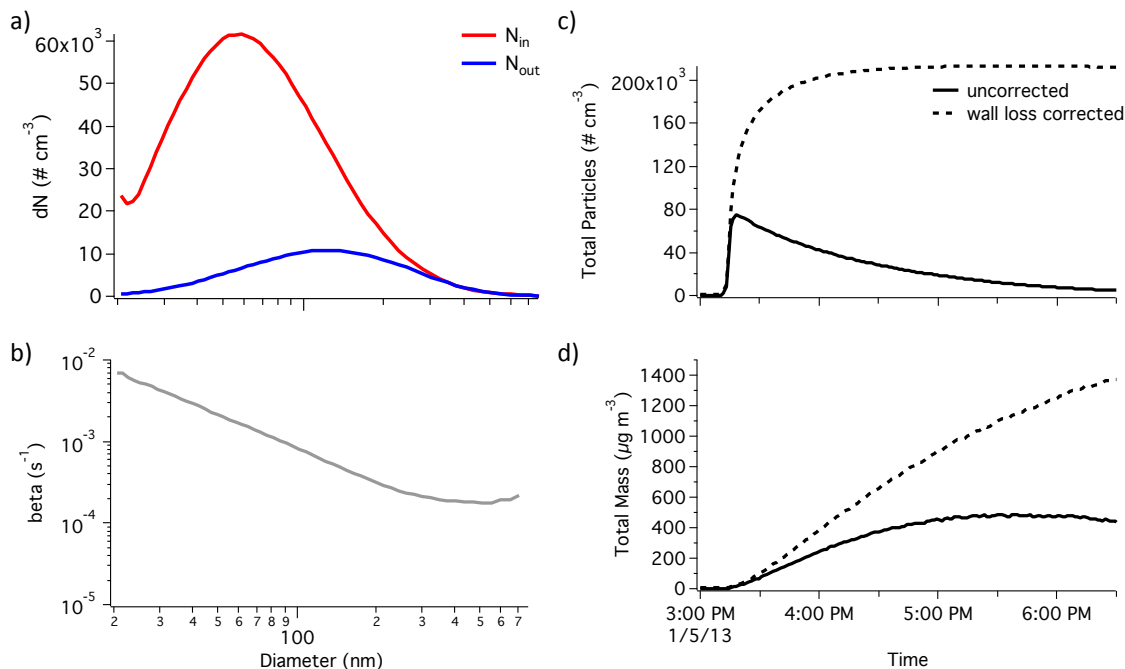 a)
60x10³
50
40
30
20
10
0
dN (# cm⁻³)
N_in
N_out
b)
10⁻²
10⁻³
10⁻⁴
10⁻⁵
beta (s⁻¹)
2 3 4 5 6 7 8 9 100 2 3 4 5 6 7
Diameter (nm)
c)
200x10³
160
120
80
40
0
Total Particles (# cm⁻³)
uncorrected
wall loss corrected
d)
1400
1200
1000
800
600
400
200
0
Total Mass (µg m⁻³)
3:00 PM 4:00 PM 5:00 PM 6:00 PM
1/5/13
Time